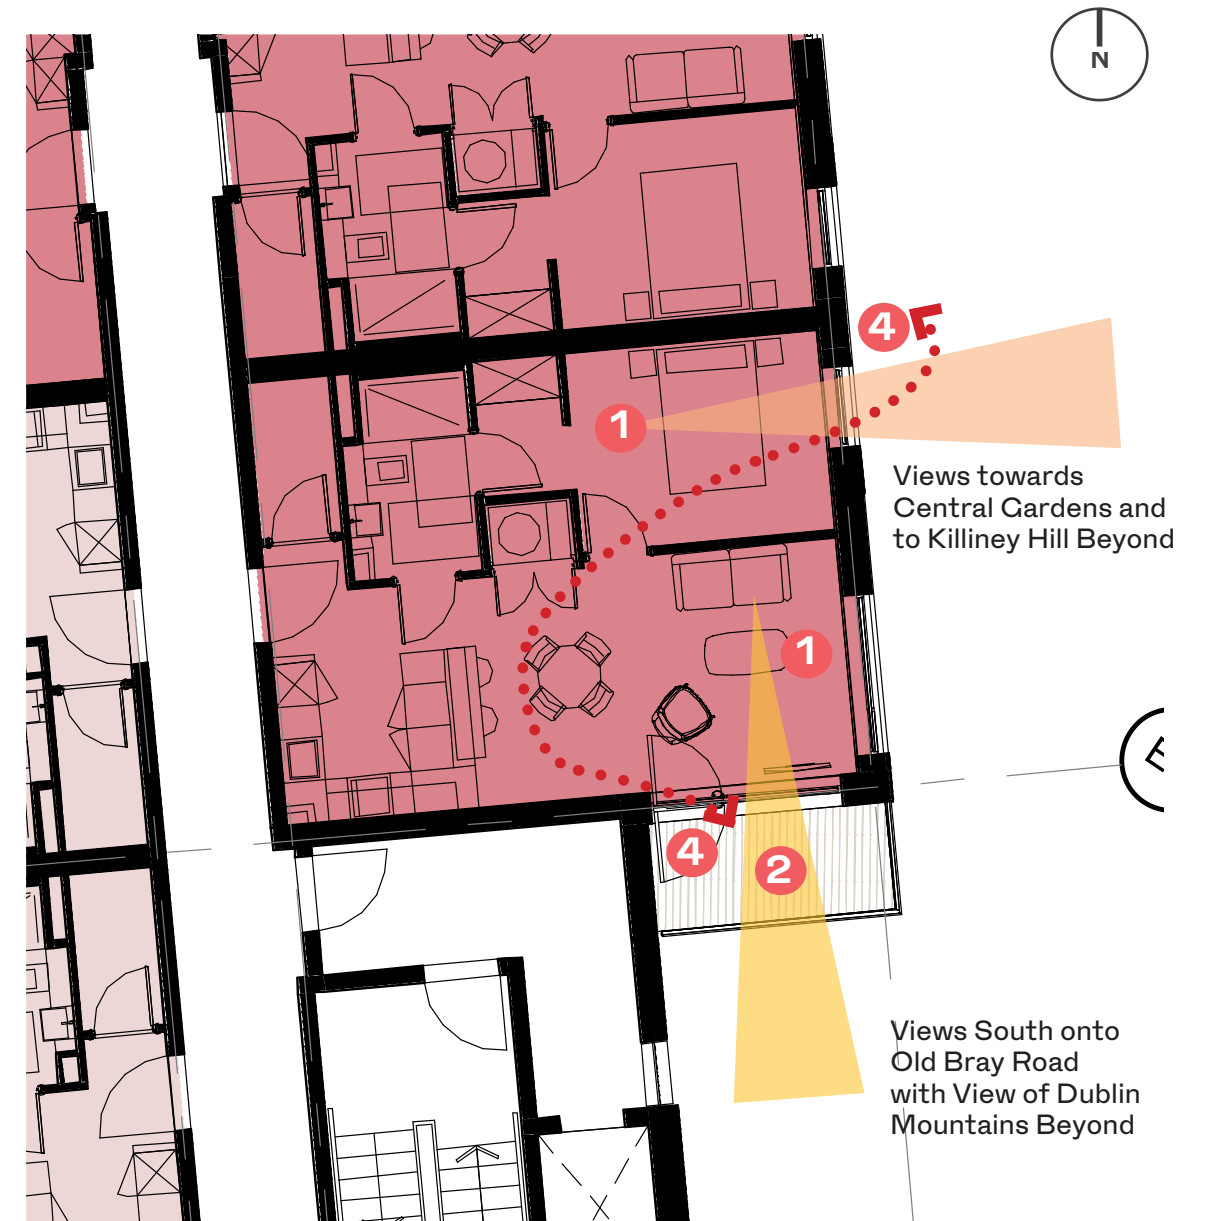 N
4
1
Views towards
Central Gardens and
to Killiney Hill Beyond
1
4
2
Views South onto
Old Bray Road
with View of Dublin
Mountains Beyond